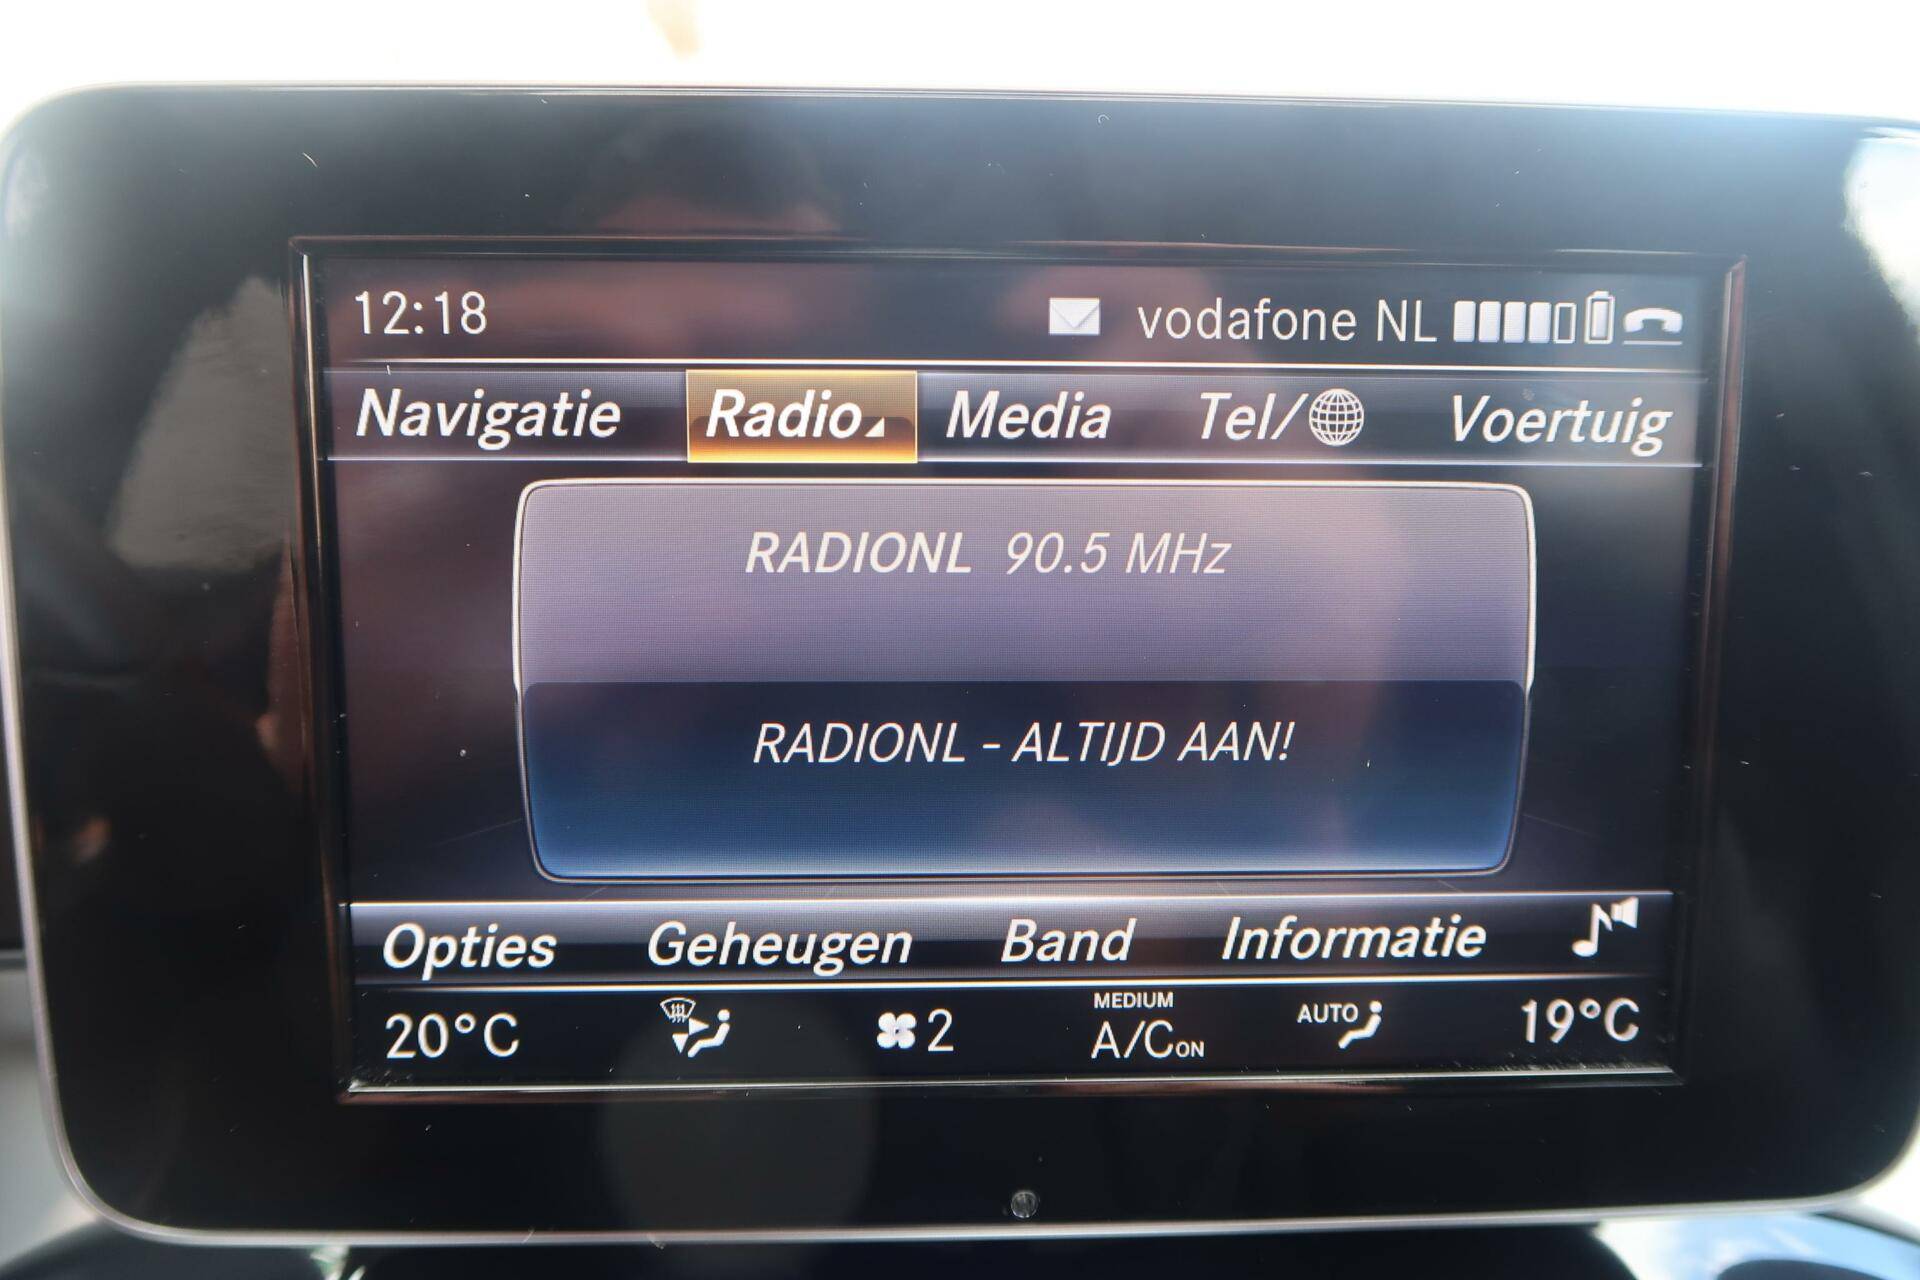 12:18 vodafone NL
Navigatie Radio Media Tel/ Voertuig
RADIONL 90.5 MHz
RADIONL - ALTIJD AAN!
Opties Geheugen Band Informatie
20°C 2 MEDIUM A/C ON AUTO 19°C